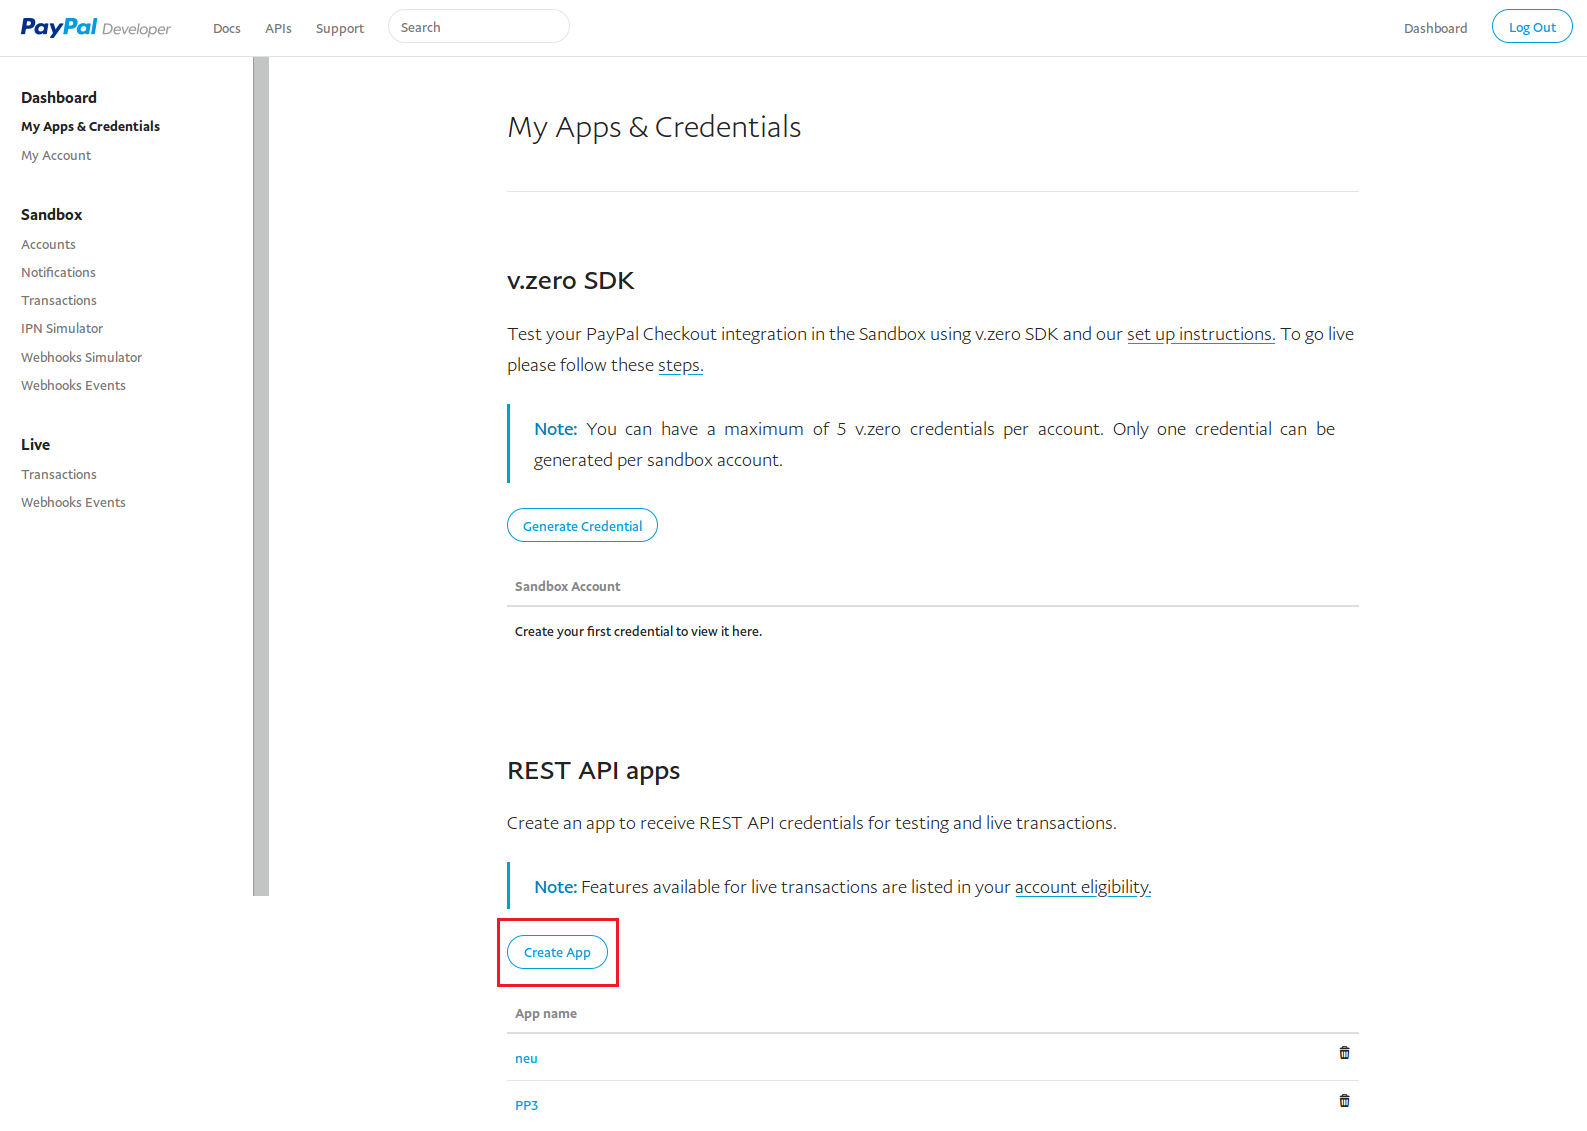 PayPal Developer
Docs
APIs
Support
Search
Dashboard
Log Out
Dashboard
My Apps & Credentials
My Account
Sandbox
Accounts
Notifications
Transactions
IPN Simulator
Webhooks Simulator
Webhooks Events
Live
Transactions
Webhooks Events
My Apps & Credentials
v.zero SDK
Test your PayPal Checkout integration in the Sandbox using v.zero SDK and our set up instructions. To go live
please follow these steps.
Note: You can have a maximum of 5 v.zero credentials per account. Only one credential can be
generated per sandbox account.
Generate Credential
Sandbox Account
Create your first credential to view it here.
REST API apps
Create an app to receive REST API credentials for testing and live transactions.
Note: Features available for live transactions are listed in your account eligibility.
Create App
App name
neu
PP3